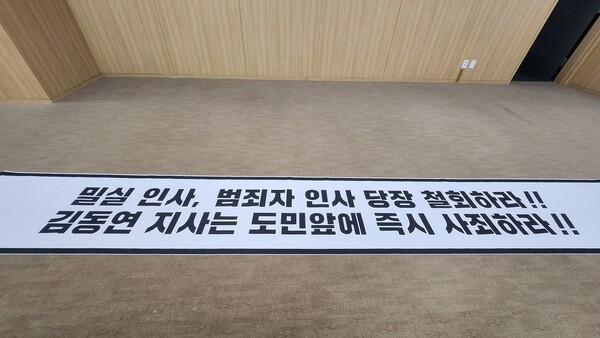 밀실 인사, 범죄자 인사 당장 철회하라!!
김동연 지사는 도민앞에 즉시 사죄하라!!